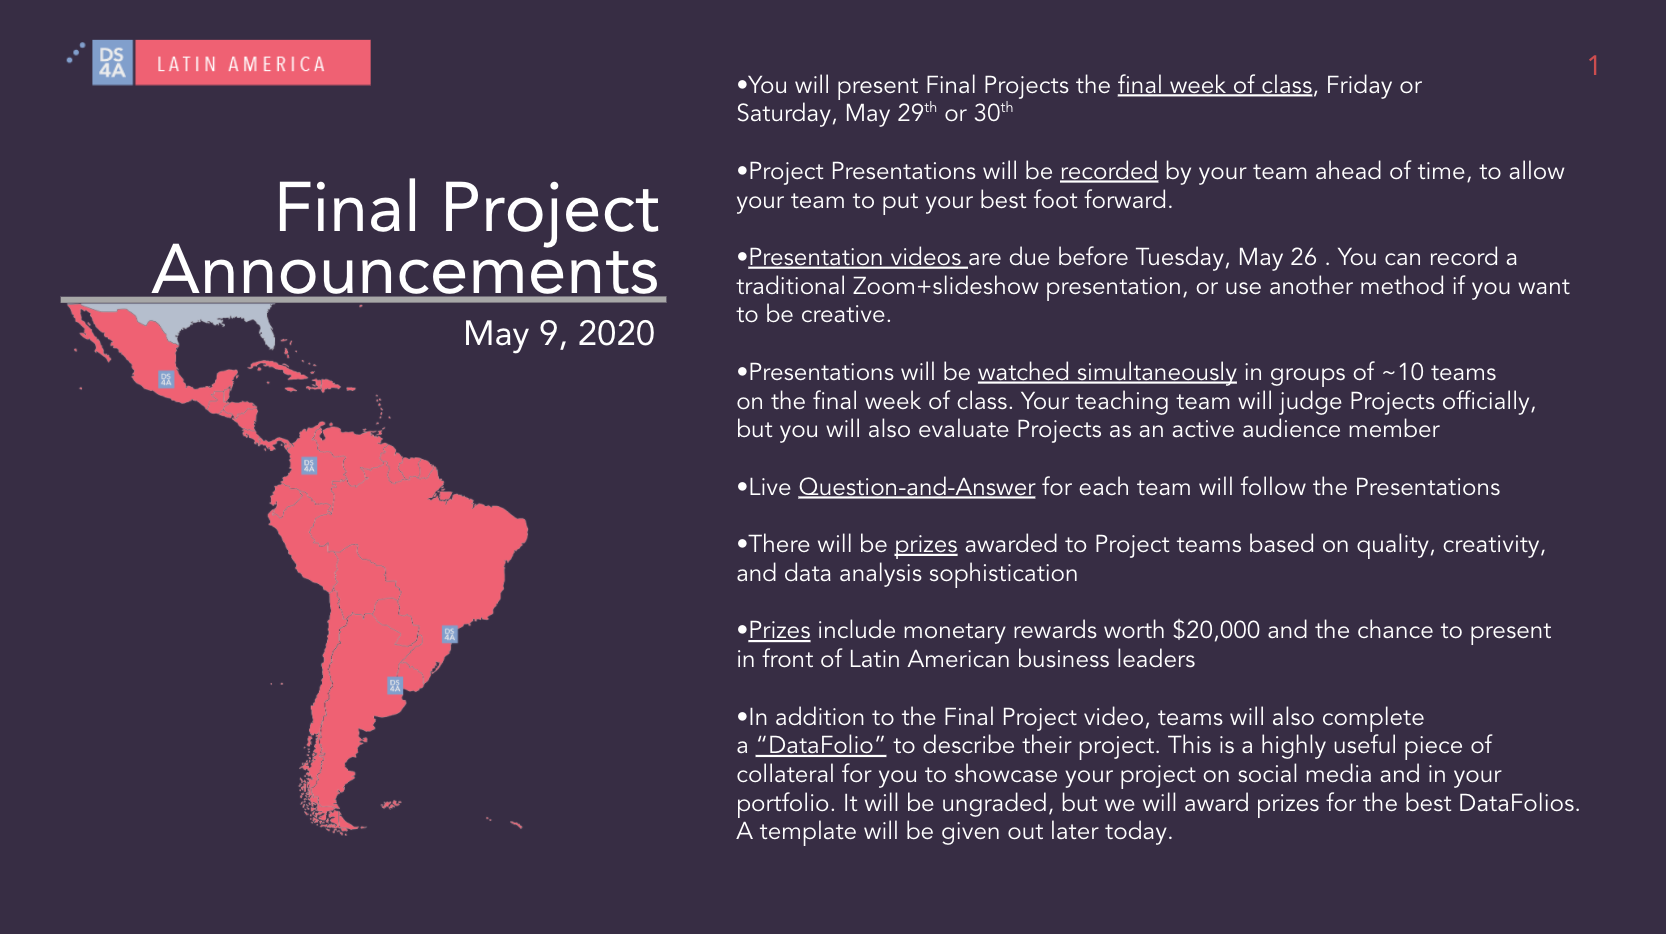 DS
4A
LATIN AMERICA
1
Final Project
Announcements
May 9, 2020
DS
4A
DS
4A
DS
4A
DS
4A
•You will present Final Projects the final week of class, Friday or
Saturday, May 29th or 30th
•Project Presentations will be recorded by your team ahead of time, to allow
your team to put your best foot forward.
•Presentation videos are due before Tuesday, May 26 . You can record a
traditional Zoom+slideshow presentation, or use another method if you want
to be creative.
•Presentations will be watched simultaneously in groups of ~10 teams
on the final week of class. Your teaching team will judge Projects officially,
but you will also evaluate Projects as an active audience member
•Live Question-and-Answer for each team will follow the Presentations
•There will be prizes awarded to Project teams based on quality, creativity,
and data analysis sophistication
•Prizes include monetary rewards worth $20,000 and the chance to present
in front of Latin American business leaders
•In addition to the Final Project video, teams will also complete
a “DataFolio” to describe their project. This is a highly useful piece of
collateral for you to showcase your project on social media and in your
portfolio. It will be ungraded, but we will award prizes for the best DataFolios.
A template will be given out later today.